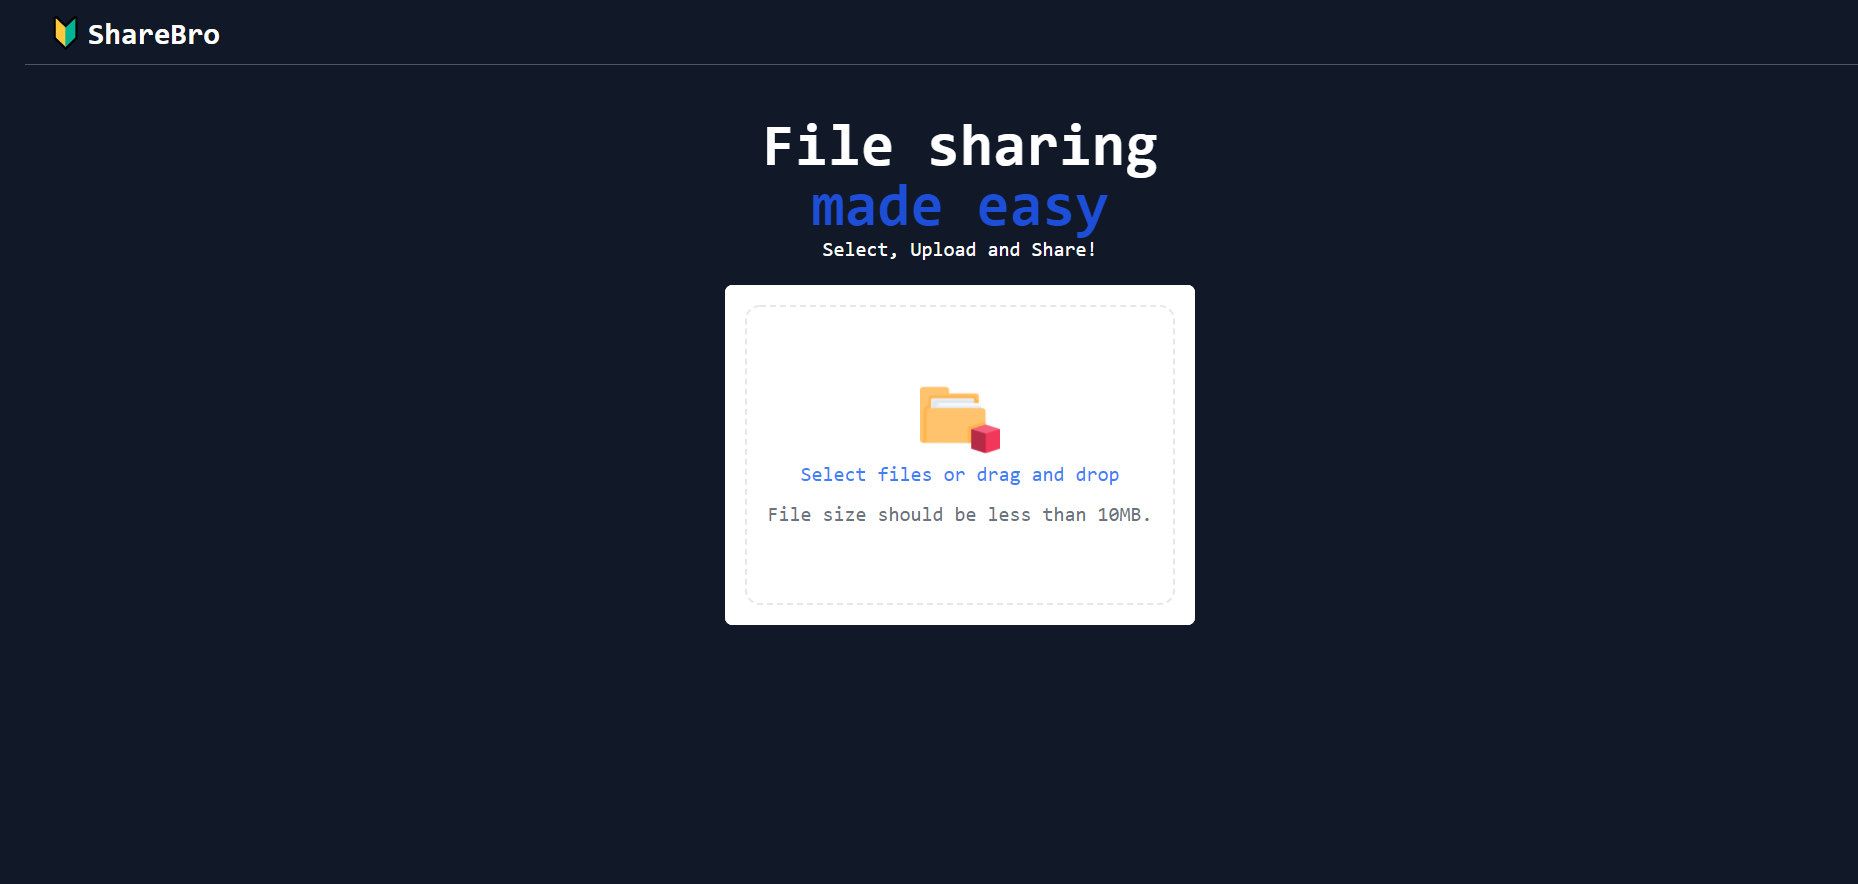 ShareBro
File sharing
made easy
Select, Upload and Share!
Select files or drag and drop
File size should be less than 10MB.